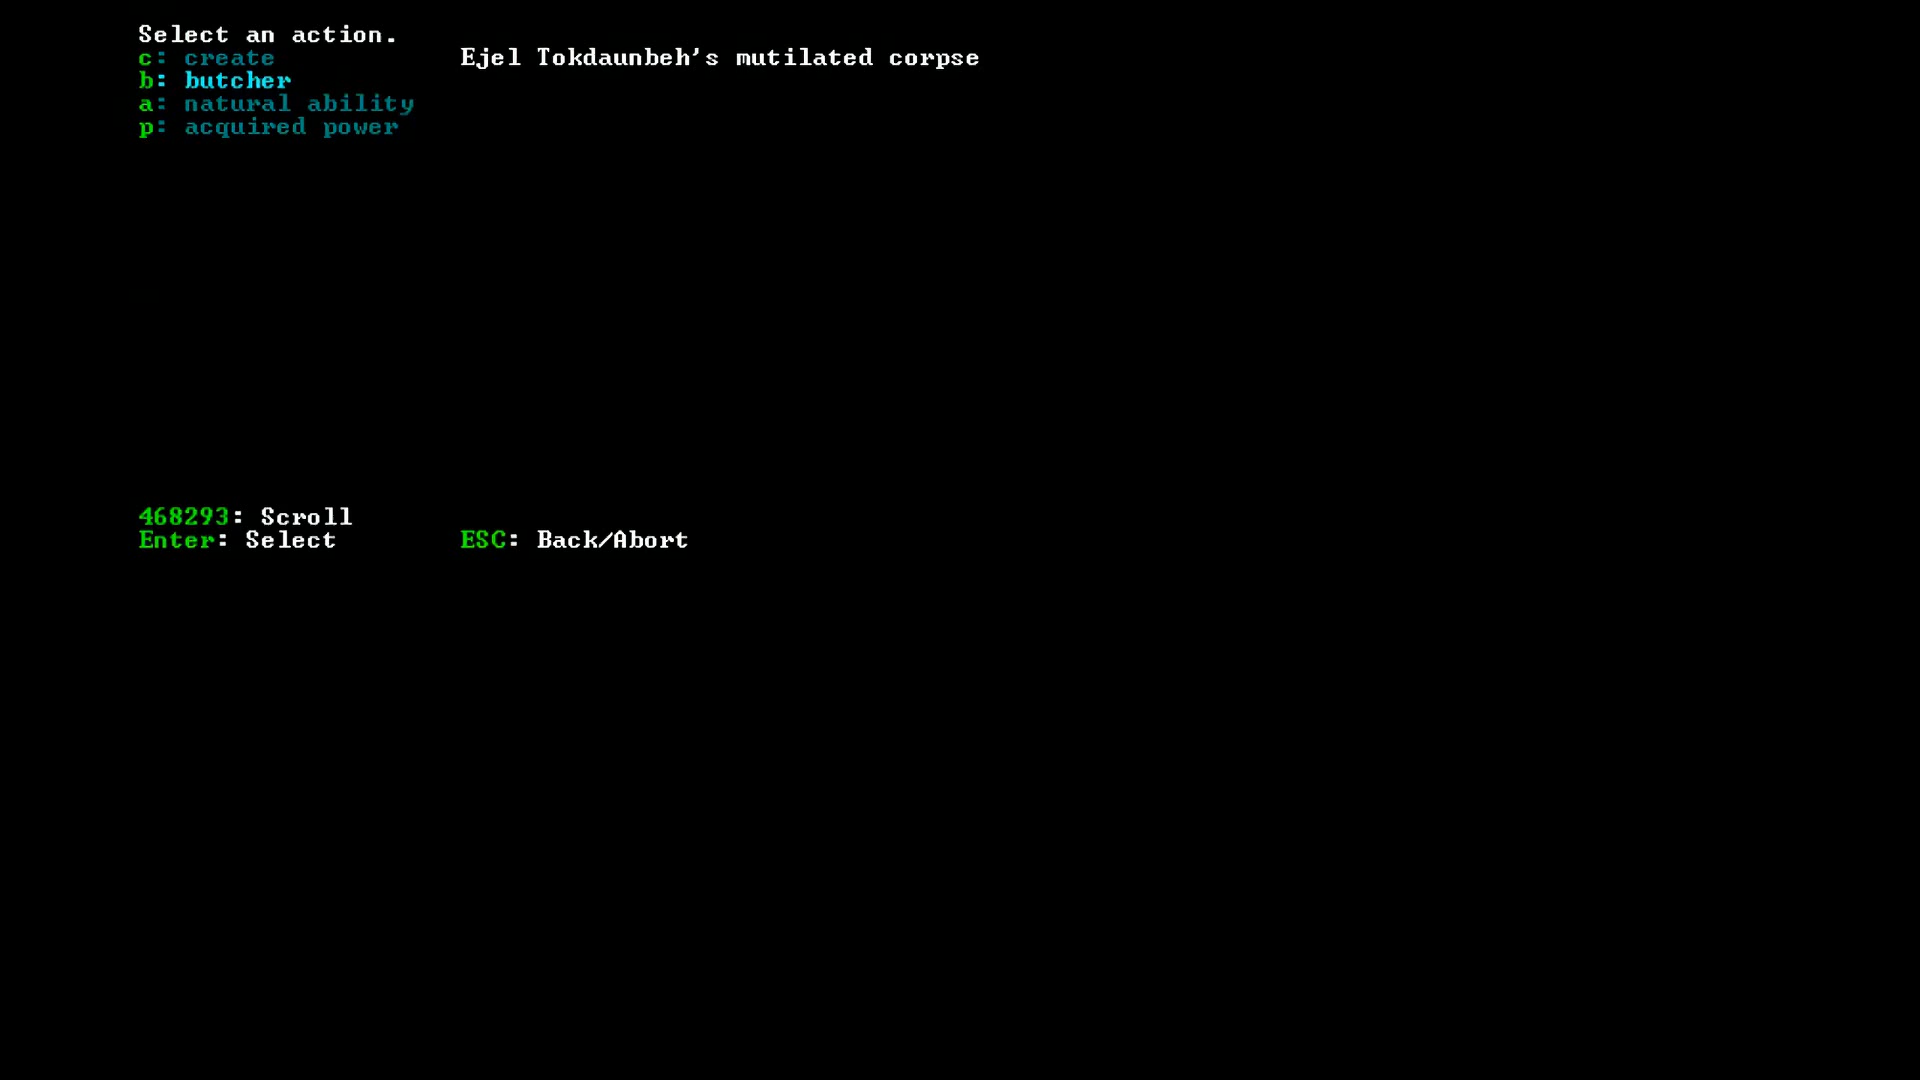 Select an action.
c: create Ejel Tokdaunbeh's mutilated corpse
b: butcher
a: natural ability
p: acquired power
468293: Scroll
Enter: Select ESC: Back/Abort